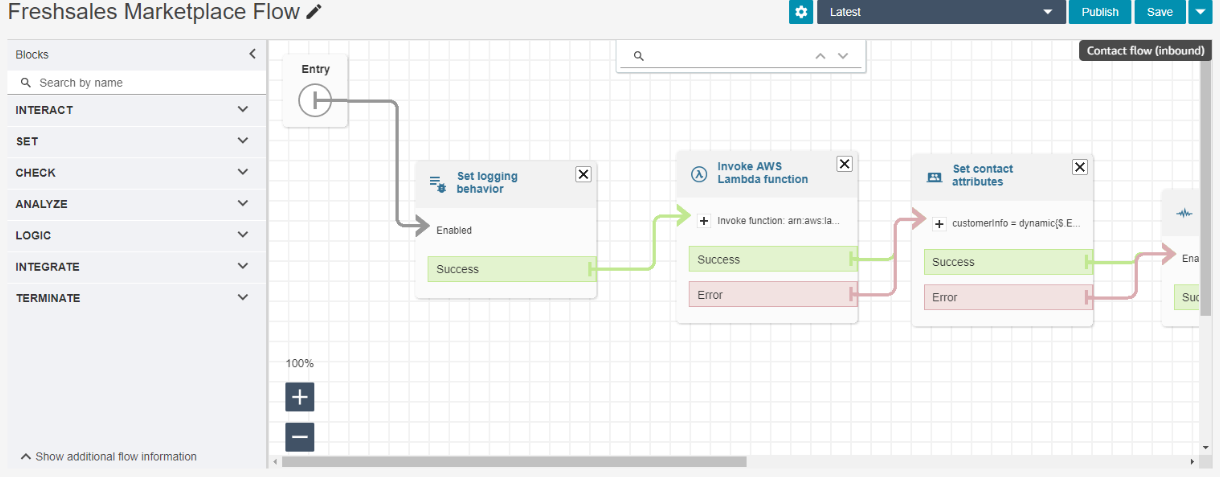 Freshsales Marketplace Flow
Latest
Publish
Save
Blocks
Contact flow (inbound)
Search by name
Entry
INTERACT
SET
CHECK
ANALYZE
LOGIC
INTEGRATE
TERMINATE
Set logging
behavior
Enabled
Success
Invoke AWS
Lambda function
Invoke function: arn:aws:la...
Success
Error
Set contact
attributes
customerInfo = dynamic{$.E...
Success
Error
Ena
Suc
100%
Show additional flow information